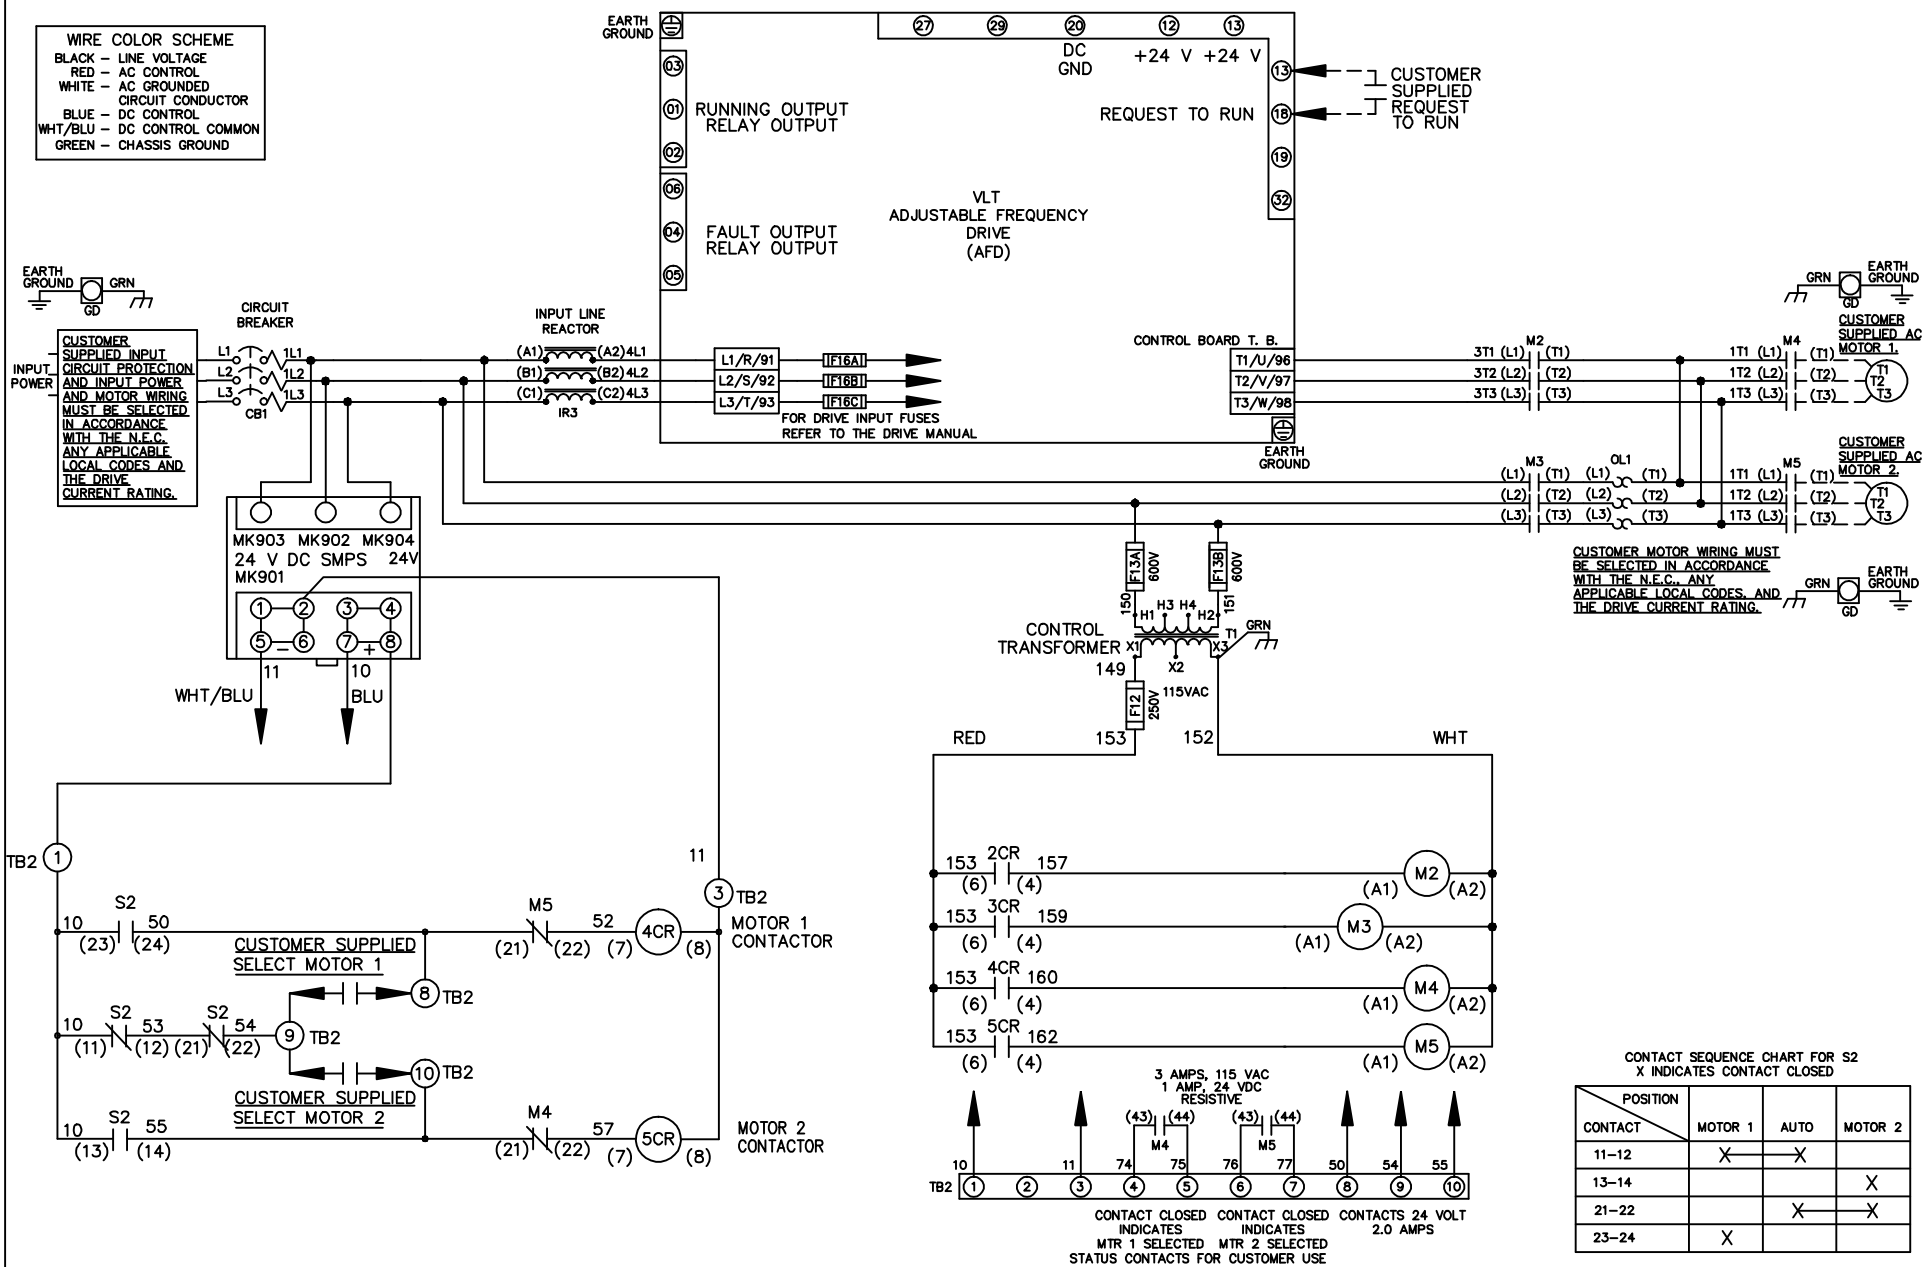 WIRE COLOR SCHEME
BLACK – LINE VOLTAGE
RED – AC CONTROL
WHITE – AC GROUNDED
CIRCUIT CONDUCTOR
BLUE – DC CONTROL
WHT/BLU – DC CONTROL COMMON
GREEN – CHASSIS GROUND
EARTH
GROUND
27 29 20 12 13
DC
GND
+24 V +24 V
03
01
02
RUNNING OUTPUT
RELAY OUTPUT
06
04
05
FAULT OUTPUT
RELAY OUTPUT
VLT
ADJUSTABLE FREQUENCY
DRIVE
(AFD)
REQUEST TO RUN
13
18
19
32
CUSTOMER
SUPPLIED
REQUEST
TO RUN
EARTH
GROUND
GRN
GD
INPUT
POWER
CUSTOMER
SUPPLIED INPUT
CIRCUIT PROTECTION
AND INPUT POWER
AND MOTOR WIRING
MUST BE SELECTED
IN ACCORDANCE
WITH THE N.E.C.
ANY APPLICABLE
LOCAL CODES AND
THE DRIVE
CURRENT RATING.
CIRCUIT
BREAKER
L1 1L1
L2 1L2
L3 1L3
CB1
INPUT LINE
REACTOR
(A1) (A2) 4L1
(B1) (B2) 4L2
(C1) (C2) 4L3
IR3
L1/R/91 F16A
L2/S/92 F16B
L3/T/93 F16C
FOR DRIVE INPUT FUSES
REFER TO THE DRIVE MANUAL
CONTROL BOARD T. B.
T1/U/96
T2/V/97
T3/W/98
EARTH
GROUND
M2
3T1 (L1) (T1)
3T2 (L2) (T2)
3T3 (L3) (T3)
M4
1T1 (L1) (T1)
1T2 (L2) (T2)
1T3 (L3) (T3)
GRN
GD
EARTH
GROUND
CUSTOMER
SUPPLIED AC
MOTOR 1.
T1
T2
T3
M3 OL1
(L1) (T1) (L1) (T1)
(L2) (T2) (L2) (T2)
(L3) (T3) (L3) (T3)
M5
1T1 (L1) (T1)
1T2 (L2) (T2)
1T3 (L3) (T3)
CUSTOMER
SUPPLIED AC
MOTOR 2.
T1
T2
T3
CUSTOMER MOTOR WIRING MUST
BE SELECTED IN ACCORDANCE
WITH THE N.E.C., ANY
APPLICABLE LOCAL CODES, AND
THE DRIVE CURRENT RATING.
GRN
GD
EARTH
GROUND
MK903 MK902 MK904
24 V DC SMPS 24V
MK901
1 2 3 4
5 – 6 7 + 8
11 10
WHT/BLU BLU
F13A 600V F13B 600V
150 151
H1 H3 H4 H2
CONTROL
TRANSFORMER
T1
GRN
X1 X2 X3
149
115VAC
F12 250V
153 152
RED WHT
TB2 1
11
3 TB2
S2
10 50
(23) (24)
M5
(21) (22)
52
(7) 4CR (8)
MOTOR 1
CONTACTOR
CUSTOMER SUPPLIED
SELECT MOTOR 1
8 TB2
S2 S2
10 53 54
(11) (12) (21) (22)
9 TB2
10 TB2
CUSTOMER SUPPLIED
SELECT MOTOR 2
S2
10 55
(13) (14)
M4
(21) (22)
57
(7) 5CR (8)
MOTOR 2
CONTACTOR
153 2CR 157
(6) (4) (A1) M2 (A2)
153 3CR 159
(6) (4) (A1) M3 (A2)
153 4CR 160
(6) (4) (A1) M4 (A2)
153 5CR 162
(6) (4) (A1) M5 (A2)
3 AMPS, 115 VAC
1 AMP, 24 VDC
RESISTIVE
(43) (44) (43) (44)
M4 M5
10 11 74 75 76 77 50 54 55
TB2 1 2 3 4 5 6 7 8 9 10
CONTACT CLOSED
INDICATES
MTR 1 SELECTED
CONTACT CLOSED
INDICATES
MTR 2 SELECTED
CONTACTS 24 VOLT
2.0 AMPS
STATUS CONTACTS FOR CUSTOMER USE
CONTACT SEQUENCE CHART FOR S2
X INDICATES CONTACT CLOSED
POSITION
CONTACT MOTOR 1 AUTO MOTOR 2
11–12 X X
13–14 X
21–22 X X
23–24 X